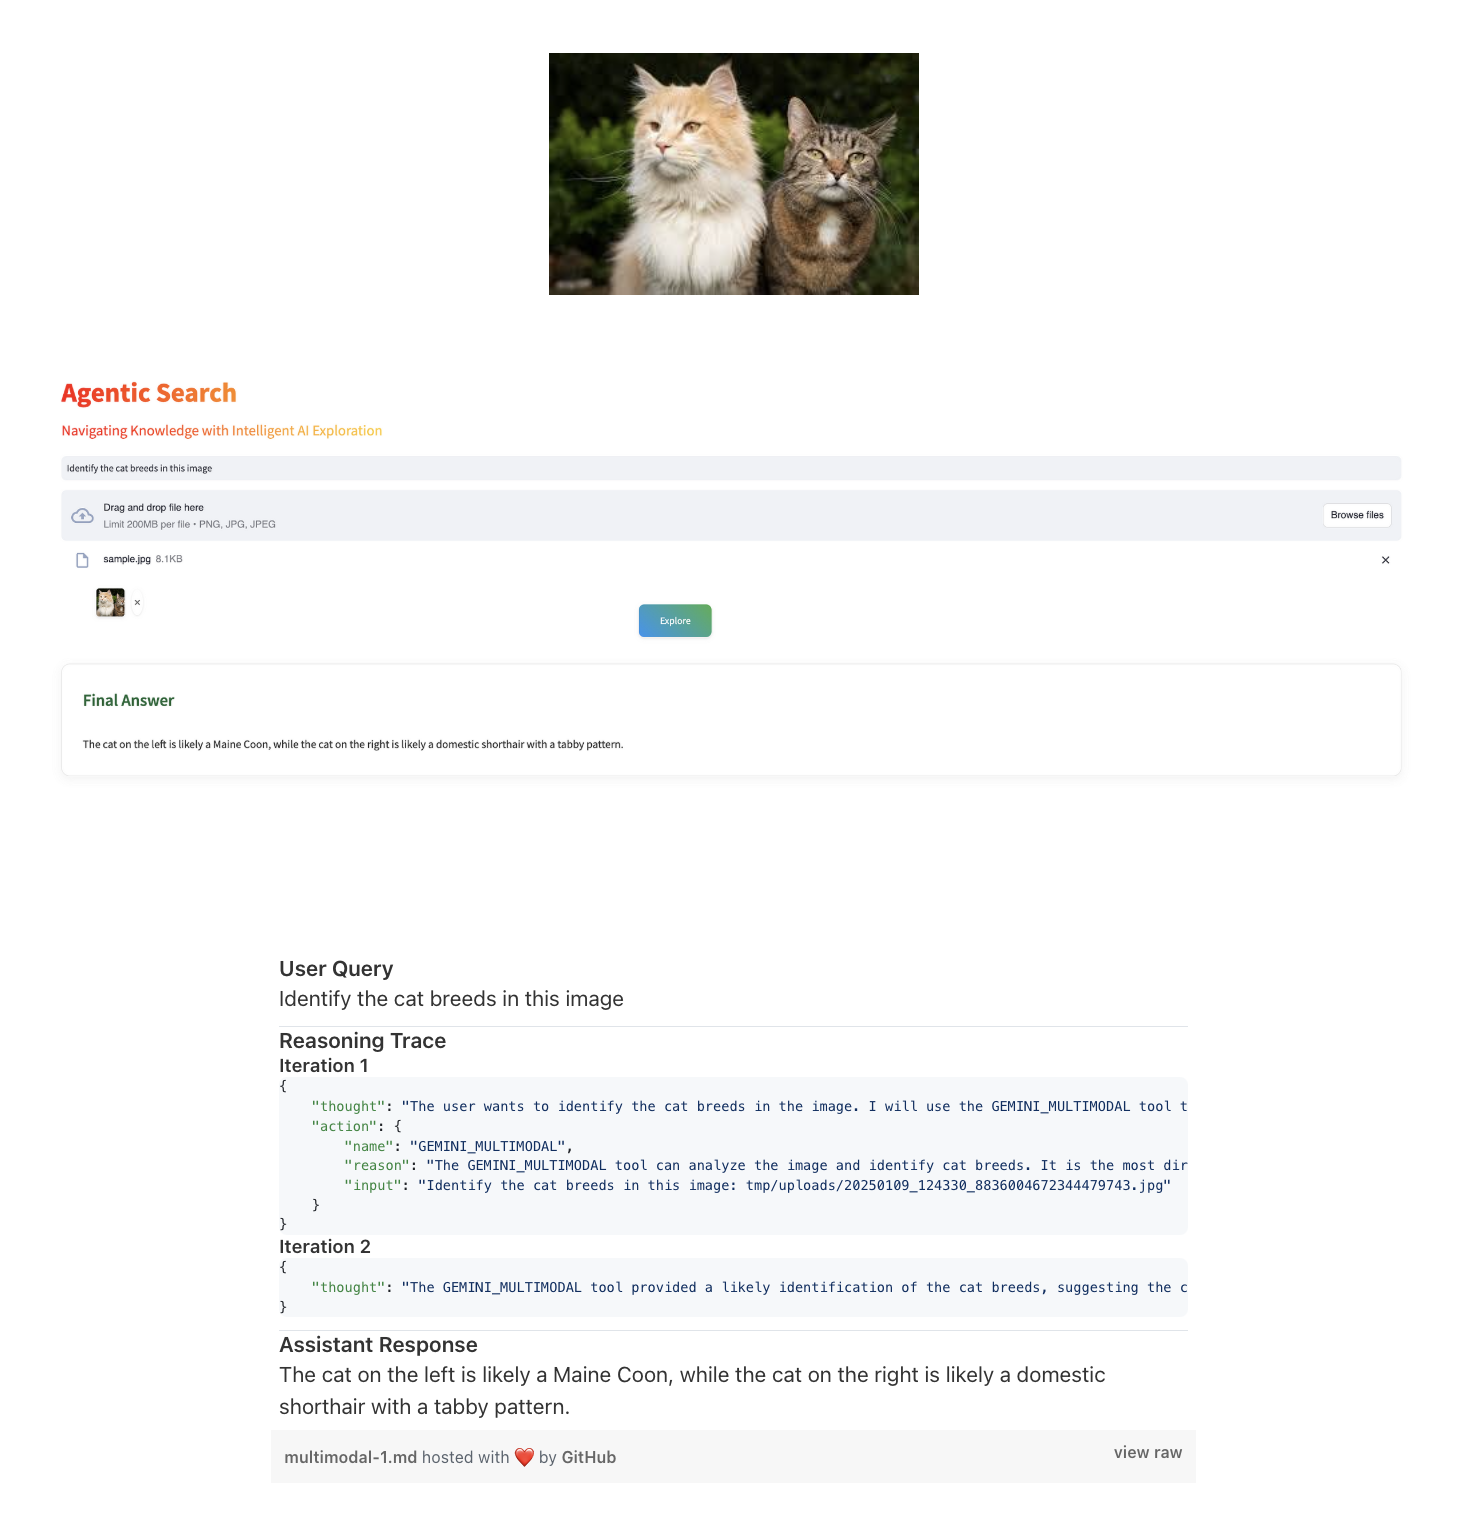 Agentic Search
Navigating Knowledge with Intelligent AI Exploration
Identify the cat breeds in this image
Drag and drop file here
Limit 200MB per file • PNG, JPG, JPEG
Browse files
sample.jpg 8.1KB
×
×
Explore
Final Answer
The cat on the left is likely a Maine Coon, while the cat on the right is likely a domestic shorthair with a tabby pattern.
User Query
Identify the cat breeds in this image
Reasoning Trace
Iteration 1
{
    "thought": "The user wants to identify the cat breeds in the image. I will use the GEMINI_MULTIMODAL tool t
    "action": {
        "name": "GEMINI_MULTIMODAL",
        "reason": "The GEMINI_MULTIMODAL tool can analyze the image and identify cat breeds. It is the most dir
        "input": "Identify the cat breeds in this image: tmp/uploads/20250109_124330_8836004672344479743.jpg"
    }
}
Iteration 2
{
    "thought": "The GEMINI_MULTIMODAL tool provided a likely identification of the cat breeds, suggesting the c
}
Assistant Response
The cat on the left is likely a Maine Coon, while the cat on the right is likely a domestic
shorthair with a tabby pattern.
multimodal-1.md hosted with ❤️ by GitHub
view raw